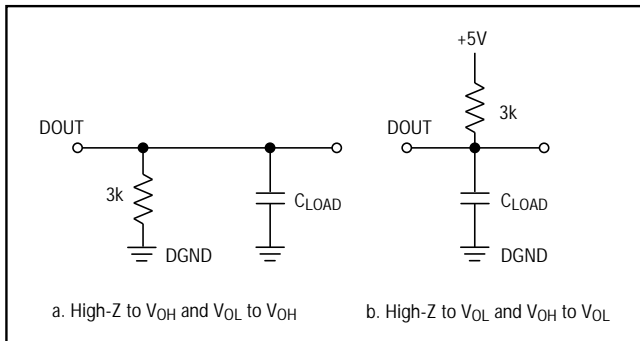 +5V
3k
DOUT
DOUT
3k
C_LOAD
C_LOAD
DGND
DGND
a. High-Z to V_OH and V_OL to V_OH
b. High-Z to V_OL and V_OH to V_OL